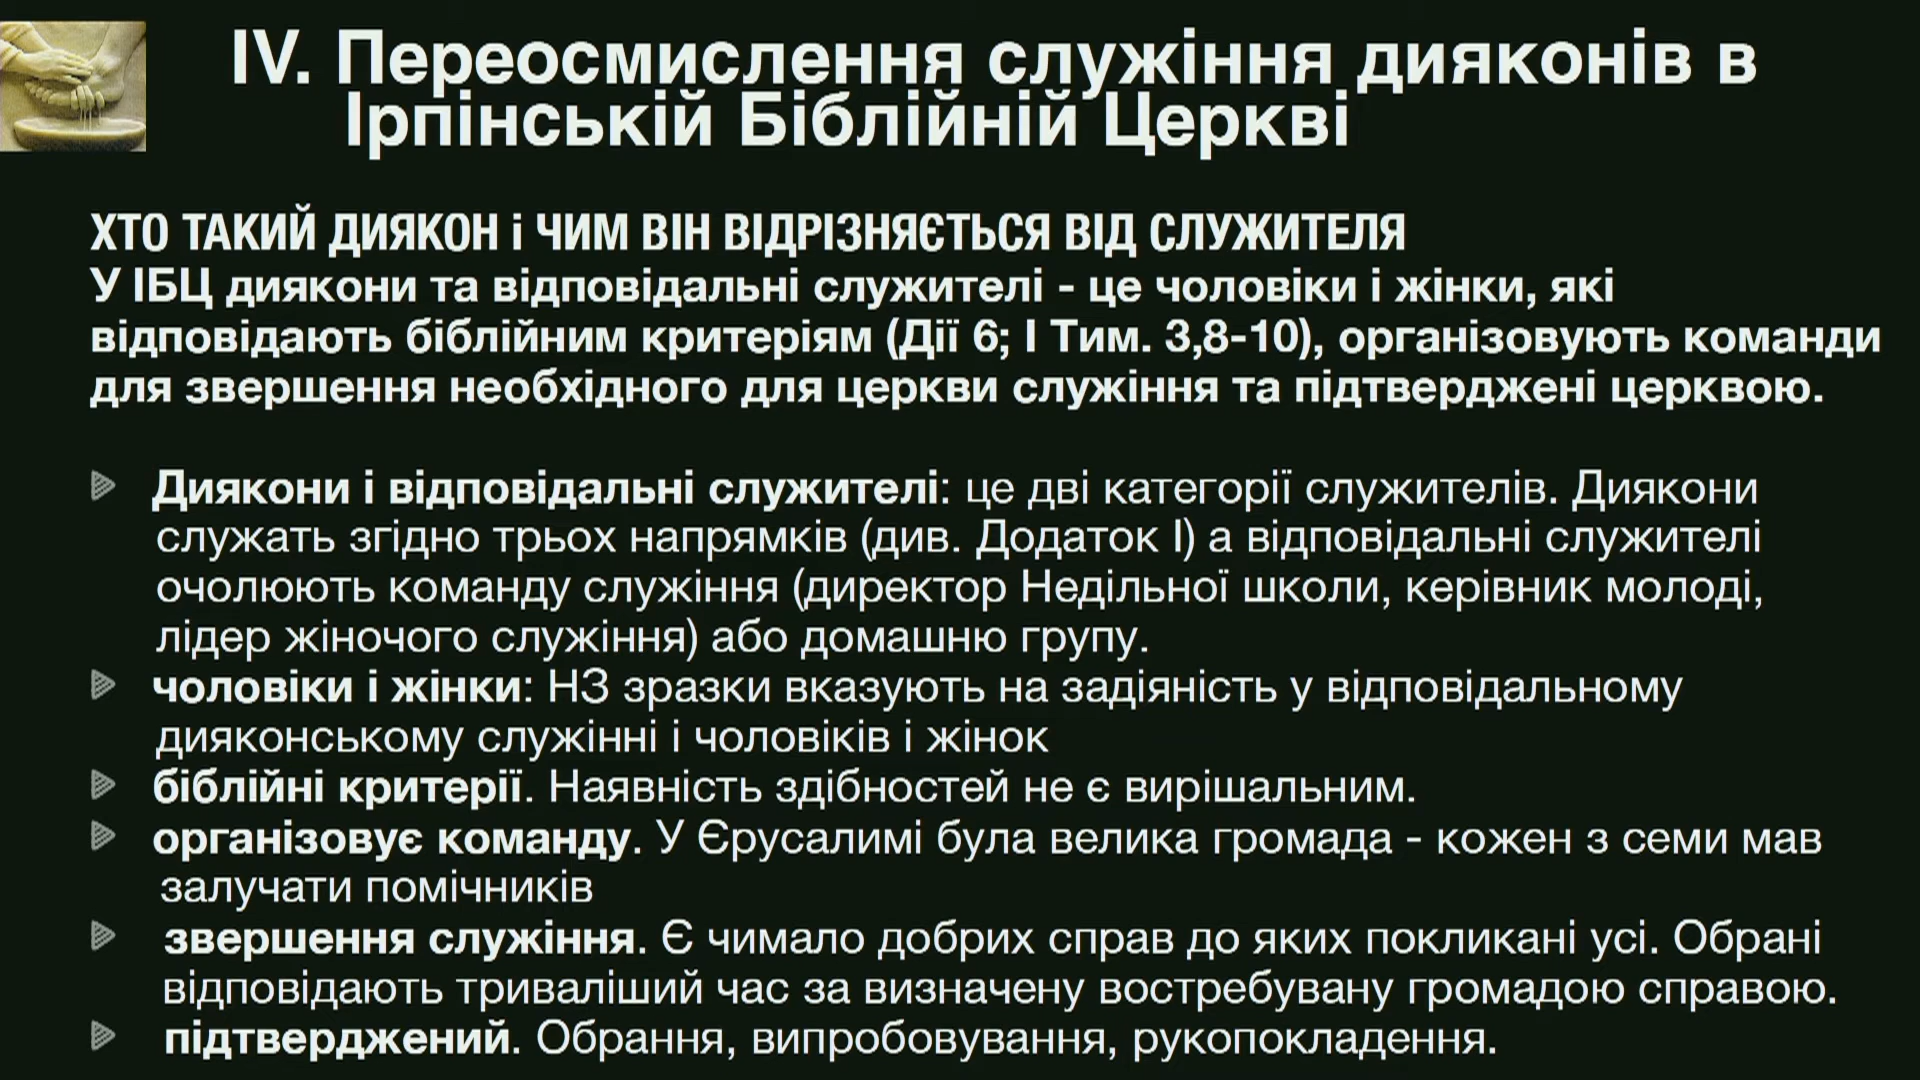 IV. Переосмислення служіння дияконів в
Ірпінській Біблійній Церкві
ХТО ТАКИЙ ДИЯКОН і ЧИМ ВІН ВІДРІЗНЯЄТЬСЯ ВІД СЛУЖИТЕЛЯ
У ІБЦ диякони та відповідальні служителі - це чоловіки і жінки, які
відповідають біблійним критеріям (Дії 6; І Тим. 3,8-10), організовують команди
для звершення необхідного для церкви служіння та підтверджені церквою.
Диякони і відповідальні служителі: це дві категорії служителів. Диякони
служать згідно трьох напрямків (див. Додаток І) а відповідальні служителі
очолюють команду служіння (директор Недільної школи, керівник молоді,
лідер жіночого служіння) або домашню групу.
чоловіки і жінки: НЗ зразки вказують на задіяність у відповідальному
дияконському служінні і чоловіків і жінок
біблійні критерії. Наявність здібностей не є вирішальним.
організовує команду. У Єрусалимі була велика громада - кожен з семи мав
залучати помічників
звершення служіння. Є чимало добрих справ до яких покликані усі. Обрані
відповідають триваліший час за визначену востребувану громадою справою.
підтверджений. Обрання, випробовування, рукопокладення.